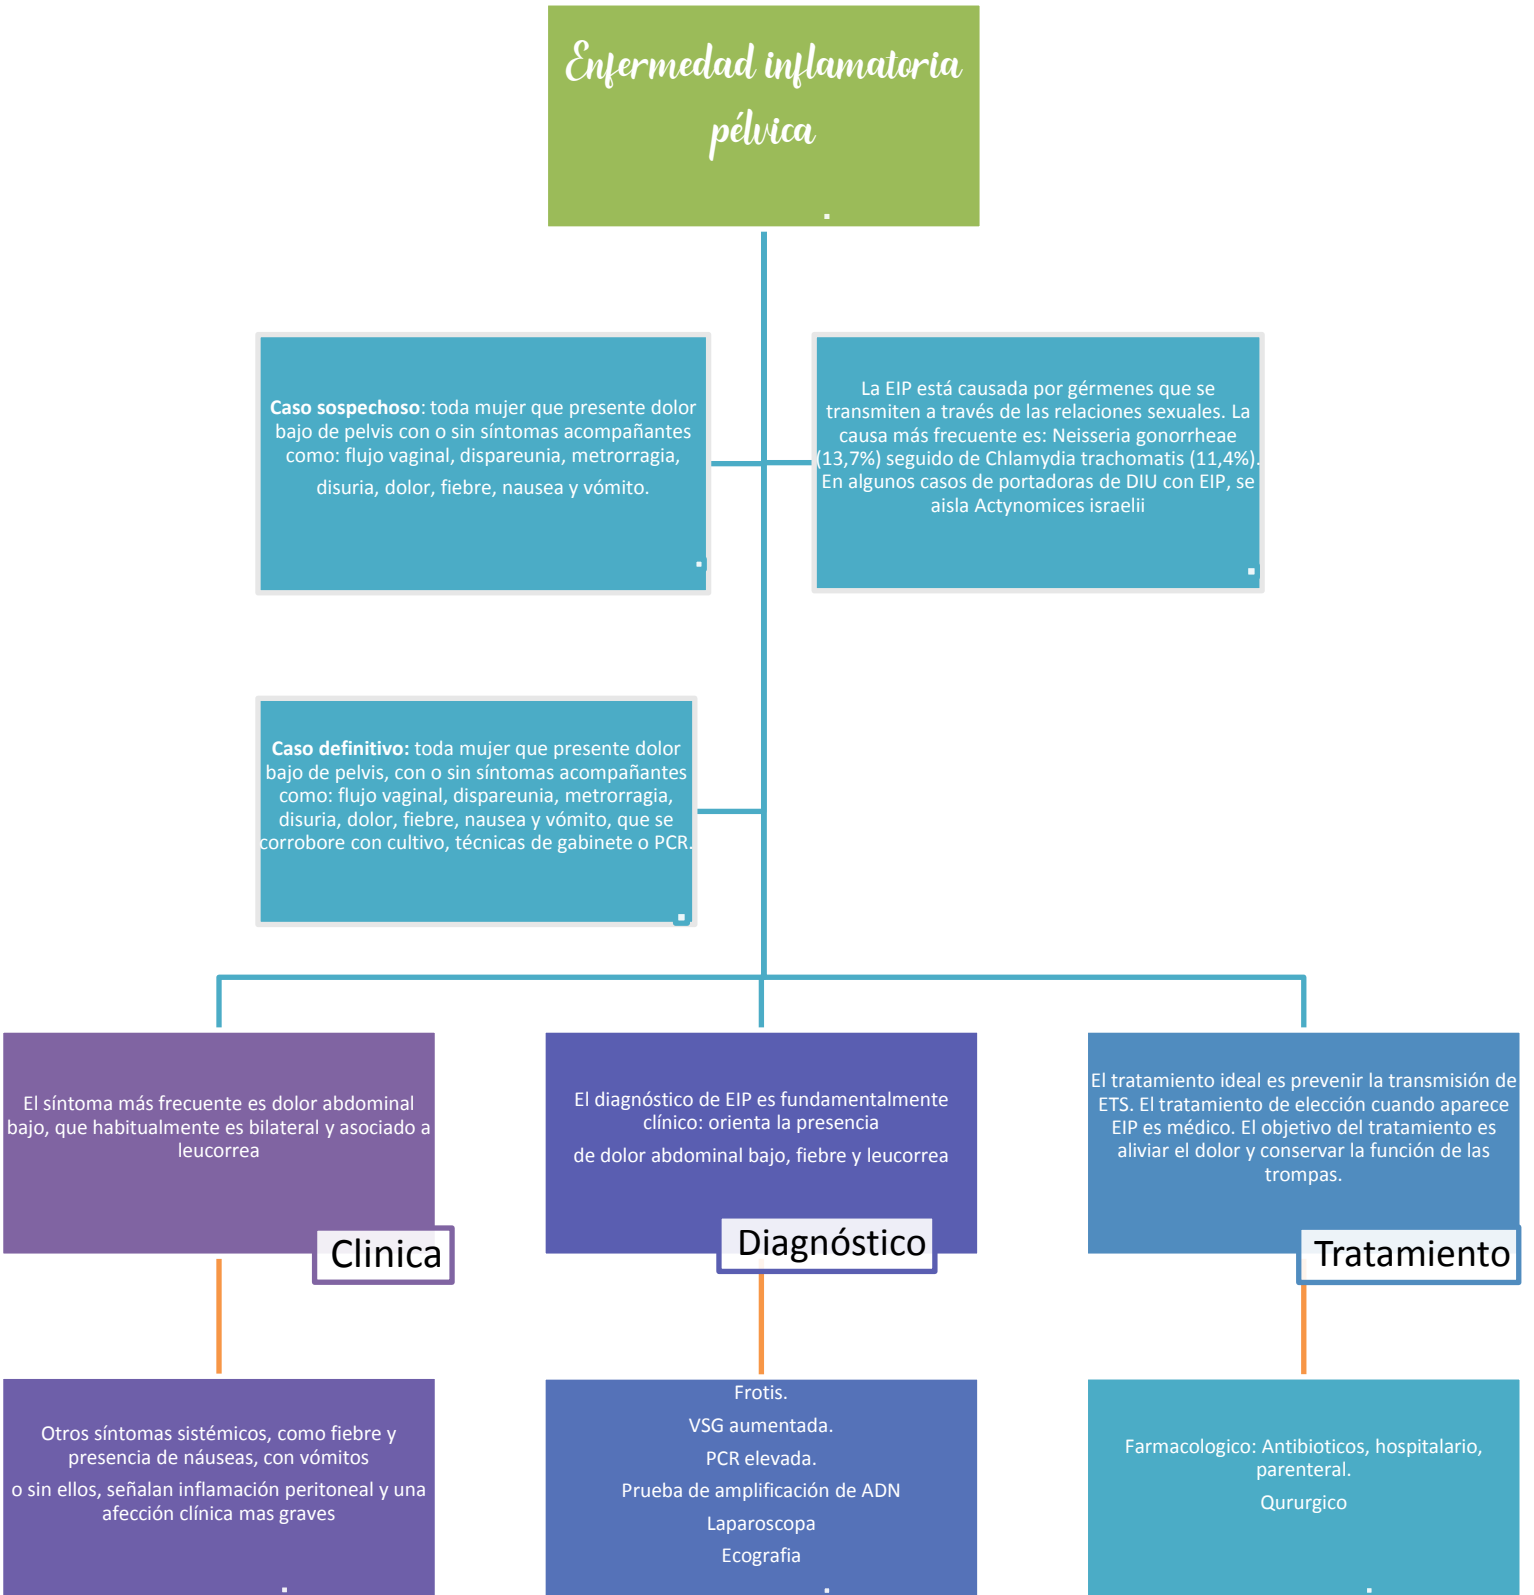 Enfermedad inflamatoria
pélvica
Caso sospechoso: toda mujer que presente dolor
bajo de pelvis con o sin síntomas acompañantes
como: flujo vaginal, dispareunia, metrorragia,
disuria, dolor, fiebre, nausea y vómito.
La EIP está causada por gérmenes que se
transmiten a través de las relaciones sexuales. La
causa más frecuente es: Neisseria gonorrheae
(13,7%) seguido de Chlamydia trachomatis (11,4%).
En algunos casos de portadoras de DIU con EIP, se
aisla Actynomices israelii
Caso definitivo: toda mujer que presente dolor
bajo de pelvis, con o sin síntomas acompañantes
como: flujo vaginal, dispareunia, metrorragia,
disuria, dolor, fiebre, nausea y vómito, que se
corrobore con cultivo, técnicas de gabinete o PCR.
El síntoma más frecuente es dolor abdominal
bajo, que habitualmente es bilateral y asociado a
leucorrea
Clinica
El diagnóstico de EIP es fundamentalmente
clínico: orienta la presencia
de dolor abdominal bajo, fiebre y leucorrea
Diagnóstico
El tratamiento ideal es prevenir la transmisión de
ETS. El tratamiento de elección cuando aparece
EIP es médico. El objetivo del tratamiento es
aliviar el dolor y conservar la función de las
trompas.
Tratamiento
Otros síntomas sistémicos, como fiebre y
presencia de náuseas, con vómitos
o sin ellos, señalan inflamación peritoneal y una
afección clínica mas graves
Frotis.
VSG aumentada.
PCR elevada.
Prueba de amplificación de ADN
Laparoscopa
Ecografia
Farmacologico: Antibioticos, hospitalario,
parenteral.
Qururgico